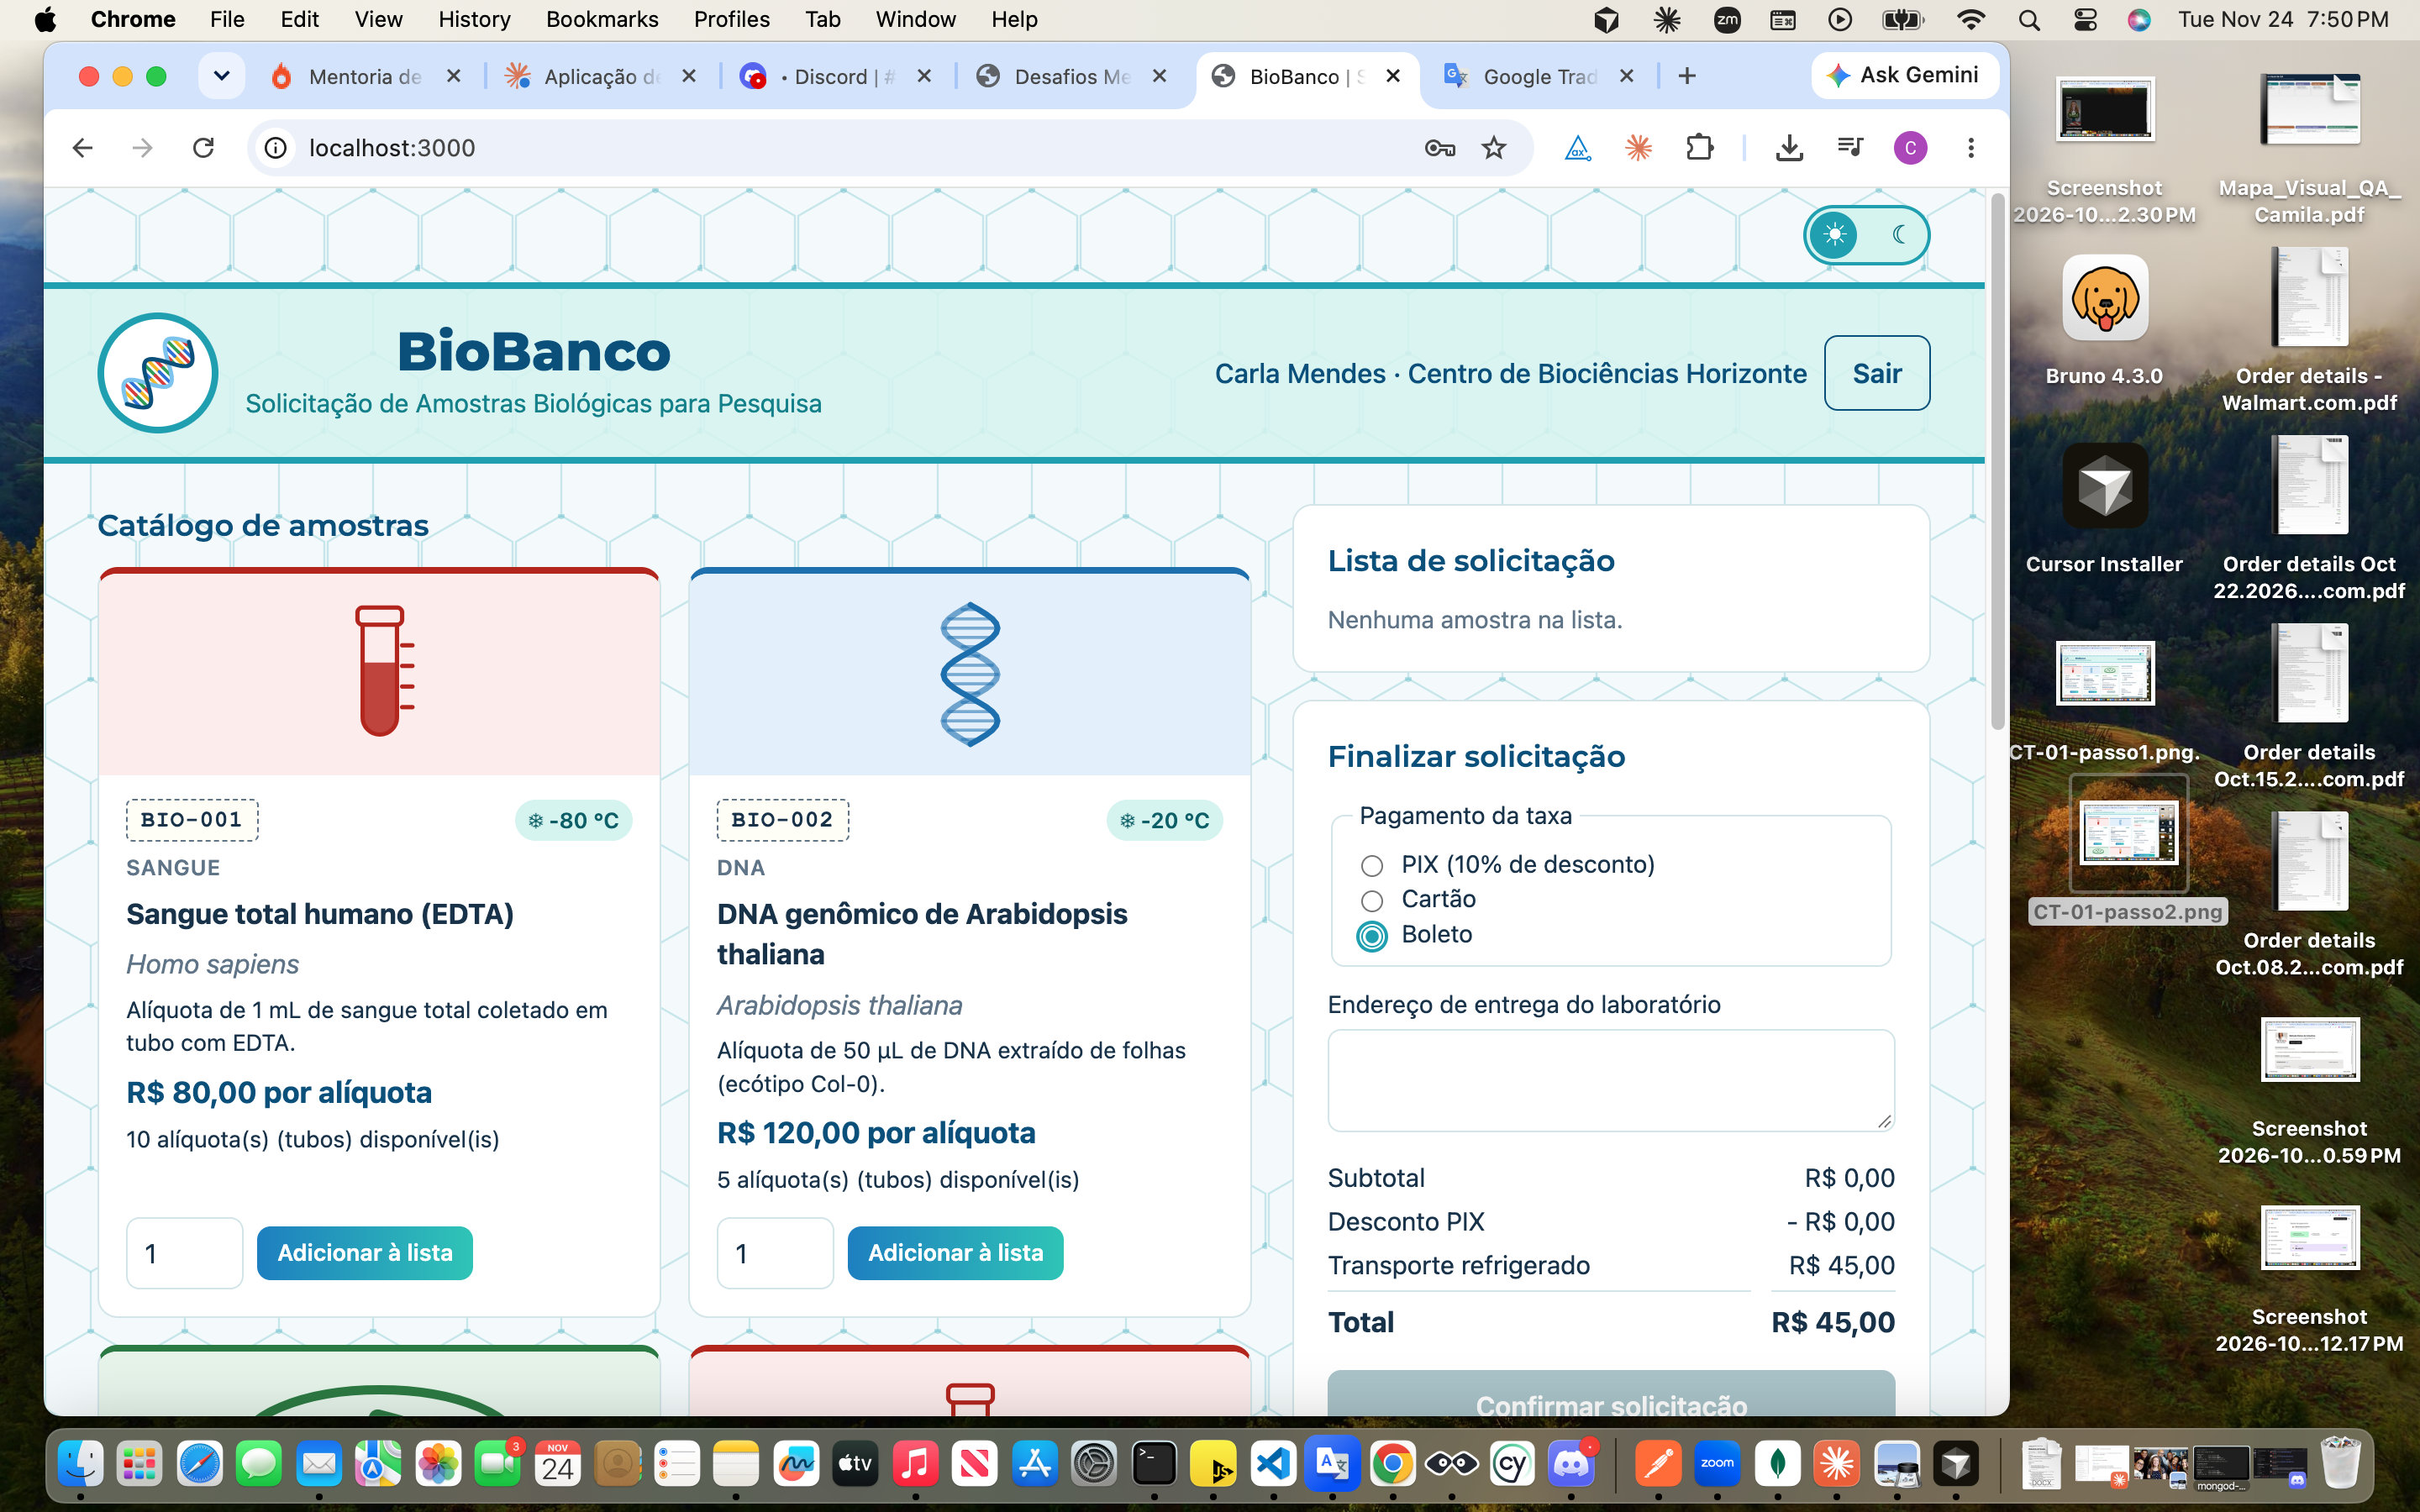 Chrome File Edit View History Bookmarks Profiles Tab Window Help
zm
Tue Nov 24 7:50 PM
Mentoria de
Aplicação de
• Discord | #
Desafios Me
BioBanco | S
Google Trad
Ask Gemini
localhost:3000
C
BioBanco
Solicitação de Amostras Biológicas para Pesquisa
Carla Mendes · Centro de Biociências Horizonte
Sair
Catálogo de amostras
BIO-001
-80 °C
SANGUE
Sangue total humano (EDTA)
Homo sapiens
Alíquota de 1 mL de sangue total coletado em
tubo com EDTA.
R$ 80,00 por alíquota
10 alíquota(s) (tubos) disponível(is)
1
Adicionar à lista
BIO-002
-20 °C
DNA
DNA genômico de Arabidopsis
thaliana
Arabidopsis thaliana
Alíquota de 50 µL de DNA extraído de folhas
(ecótipo Col-0).
R$ 120,00 por alíquota
5 alíquota(s) (tubos) disponível(is)
1
Adicionar à lista
Lista de solicitação
Nenhuma amostra na lista.
Finalizar solicitação
Pagamento da taxa
PIX (10% de desconto)
Cartão
Boleto
Endereço de entrega do laboratório
Subtotal R$ 0,00
Desconto PIX - R$ 0,00
Transporte refrigerado R$ 45,00
Total R$ 45,00
Confirmar solicitação
Screenshot
2026-10...2.30 PM
Mapa_Visual_QA_
Camila.pdf
Bruno 4.3.0
Order details -
Walmart.com.pdf
Cursor Installer
Order details Oct
22.2026....com.pdf
CT-01-passo1.png.
Order details
Oct.15.2....com.pdf
CT-01-passo2.png
Order details
Oct.08.2...com.pdf
Screenshot
2026-10...0.59 PM
Screenshot
2026-10...12.17 PM
3
NOV
24
tv
JS
cy
zoom
DOCX
mongod-...